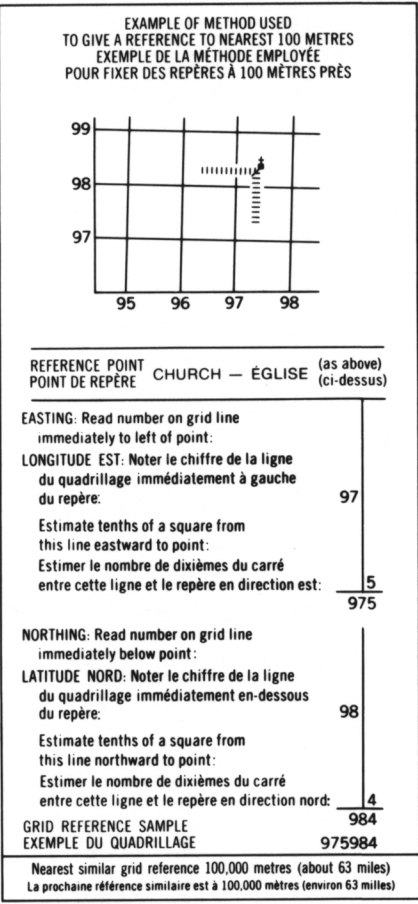 EXAMPLE OF METHOD USED
TO GIVE A REFERENCE TO NEAREST 100 METRES
EXEMPLE DE LA MÉTHODE EMPLOYÉE
POUR FIXER DES REPÈRES À 100 MÈTRES PRÈS
99
98
97
95 96 97 98
REFERENCE POINT
POINT DE REPÈRE
CHURCH — ÉGLISE
(as above)
(ci-dessus)
EASTING: Read number on grid line
immediately to left of point:
LONGITUDE EST: Noter le chiffre de la ligne
du quadrillage immédiatement à gauche
du repère: 97
Estimate tenths of a square from
this line eastward to point:
Estimer le nombre de dixièmes du carré
entre cette ligne et le repère en direction est: 5
975
NORTHING: Read number on grid line
immediately below point:
LATITUDE NORD: Noter le chiffre de la ligne
du quadrillage immédiatement en-dessous
du repère: 98
Estimate tenths of a square from
this line northward to point:
Estimer le nombre de dixièmes du carré
entre cette ligne et le repère en direction nord: 4
GRID REFERENCE SAMPLE 984
EXEMPLE DU QUADRILLAGE 975984
Nearest similar grid reference 100,000 metres (about 63 miles)
La prochaine référence similaire est à 100,000 mètres (environ 63 milles)